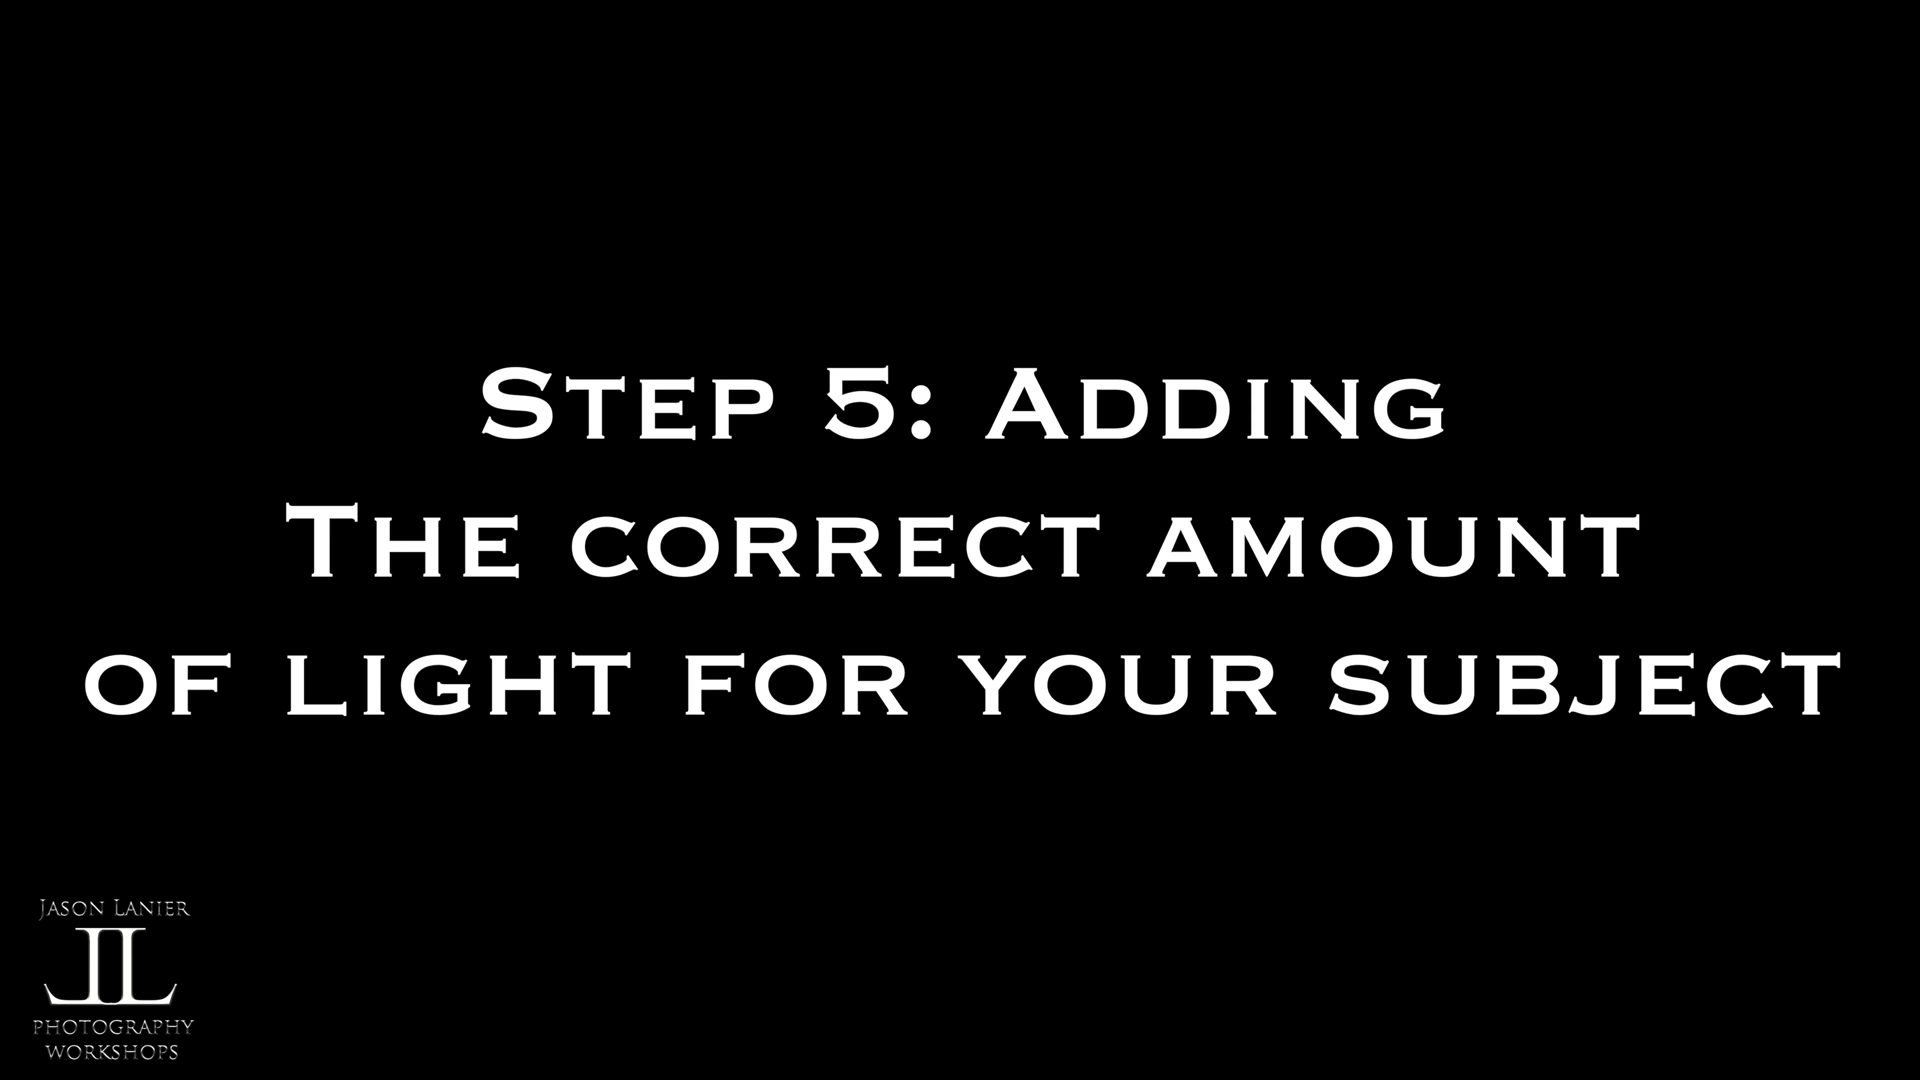 Step 5: Adding
The correct amount
of light for your subject
Jason Lanier
JL
Photography
Workshops